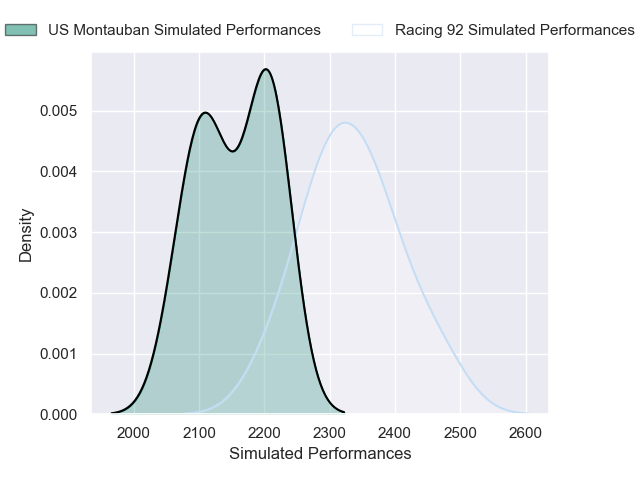 US Montauban Simulated Performances
Racing 92 Simulated Performances
Density
0.005
0.004
0.003
0.002
0.001
0.000
2000 2100 2200 2300 2400 2500 2600
Simulated Performances